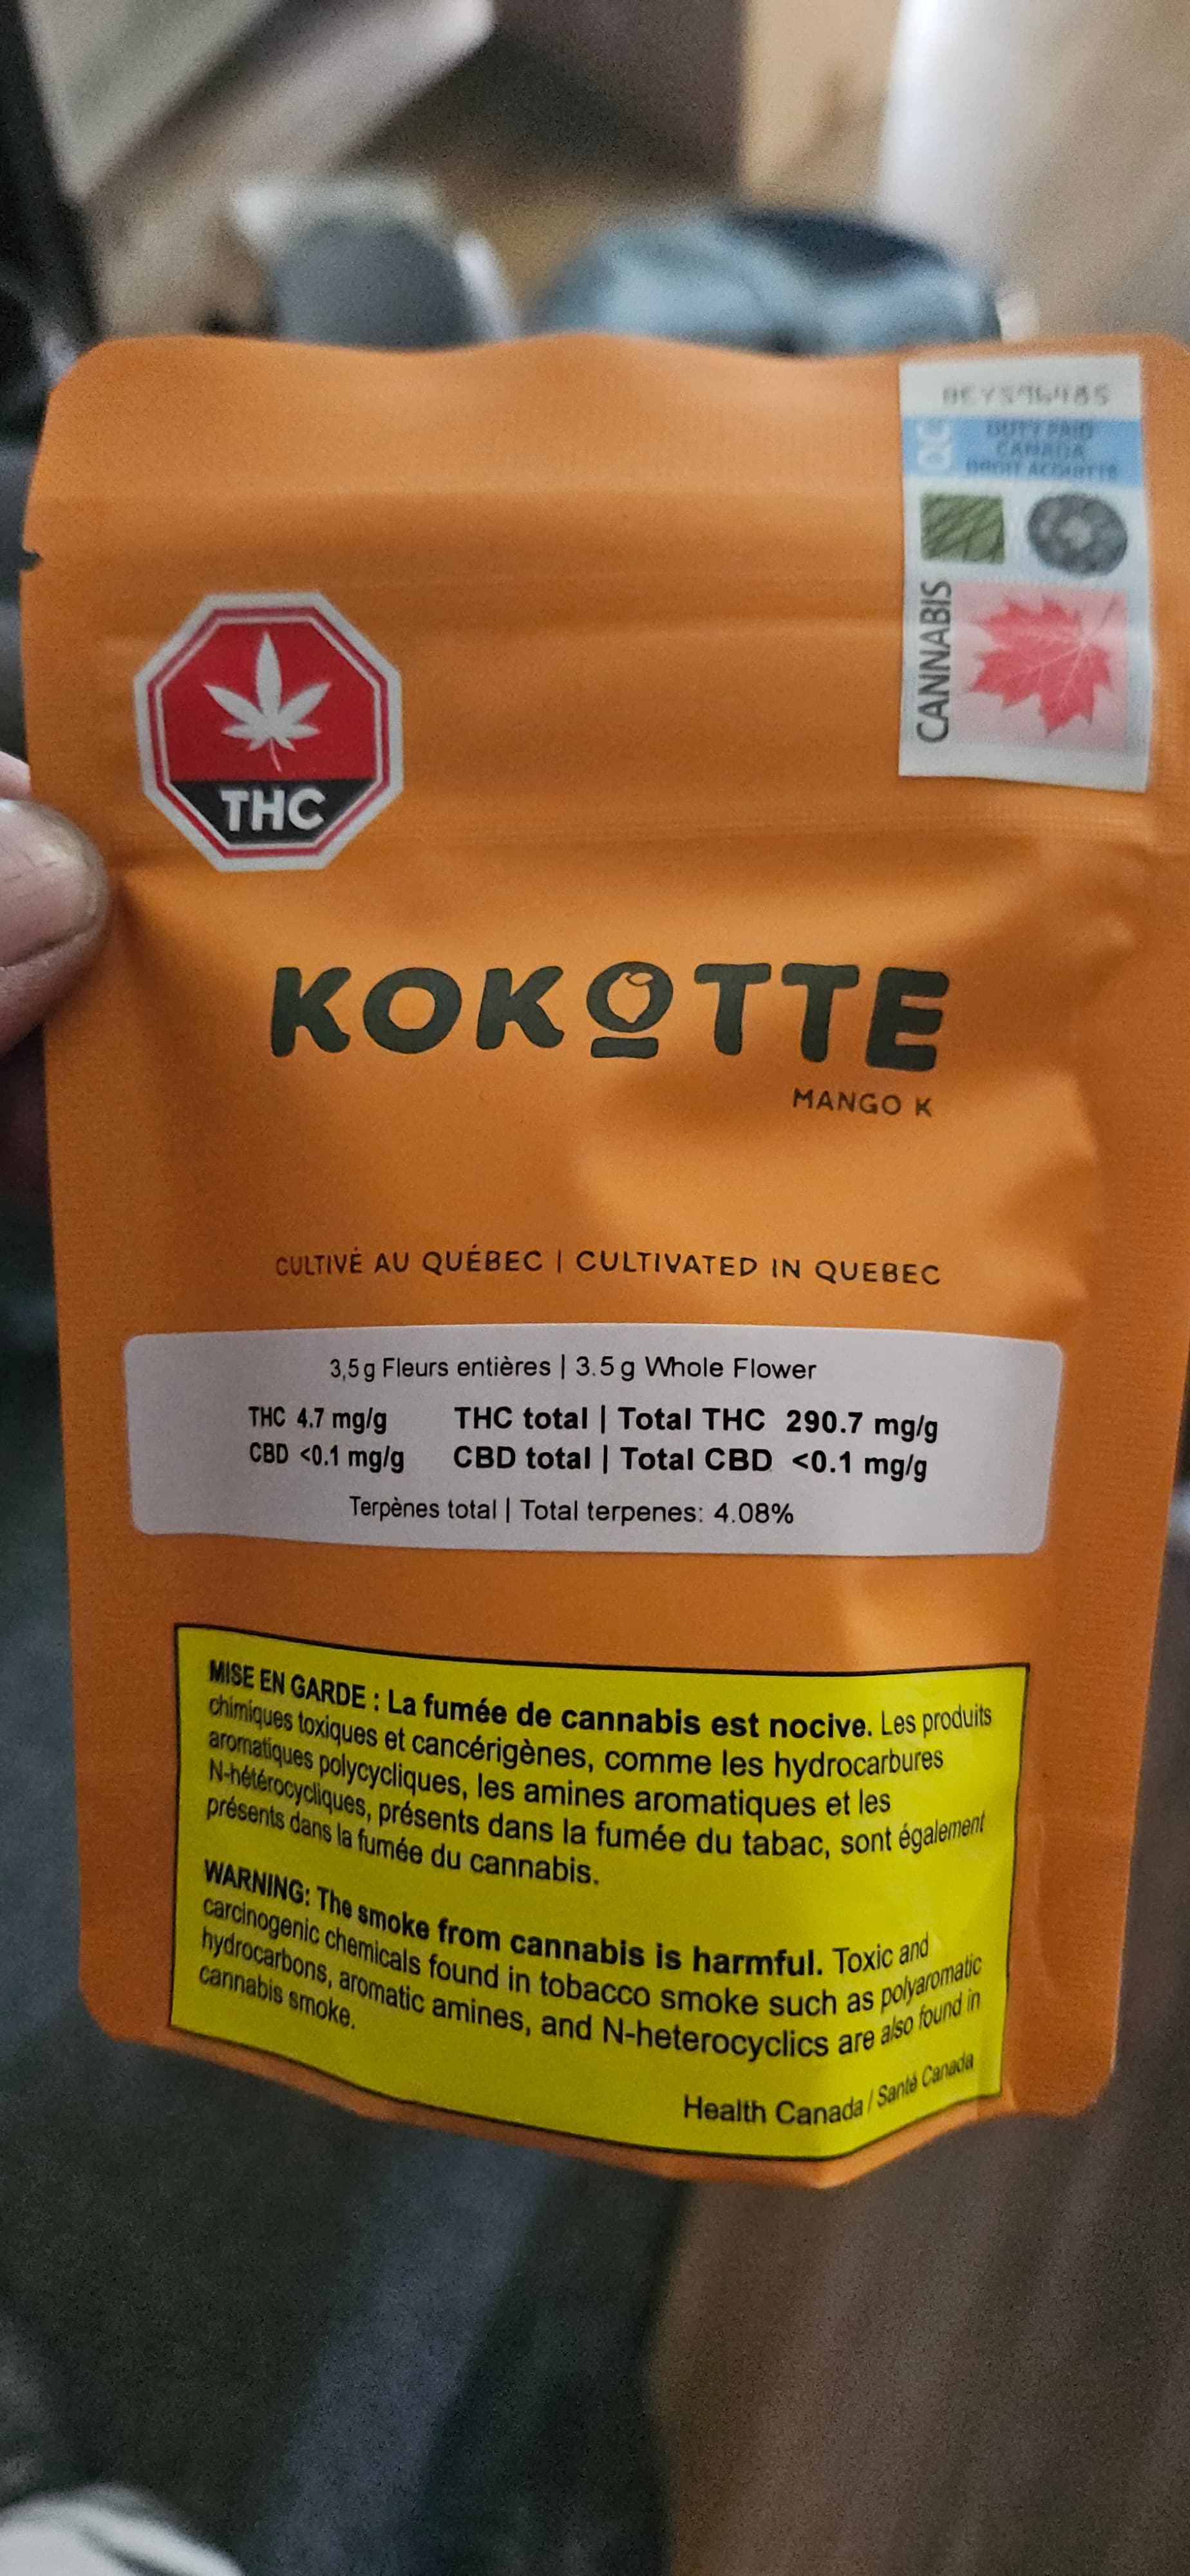 QC
DUTY PAID
CANADA
DROIT ACQUITTÉ
CANNABIS
THC
KOKOTTE
MANGO K
CULTIVÉ AU QUÉBEC | CULTIVATED IN QUEBEC
3,5 g Fleurs entières | 3.5 g Whole Flower
THC 4.7 mg/g THC total | Total THC 290.7 mg/g
CBD <0.1 mg/g CBD total | Total CBD <0.1 mg/g
Terpènes total | Total terpenes: 4.08%
MISE EN GARDE : La fumée de cannabis est nocive. Les produits
chimiques toxiques et cancérigènes, comme les hydrocarbures
aromatiques polycycliques, les amines aromatiques et les
N-hétérocycliques, présents dans la fumée du tabac, sont également
présents dans la fumée du cannabis.
WARNING: The smoke from cannabis is harmful. Toxic and
carcinogenic chemicals found in tobacco smoke such as polyaromatic
hydrocarbons, aromatic amines, and N-heterocyclics are also found in
cannabis smoke.
Health Canada / Santé Canada